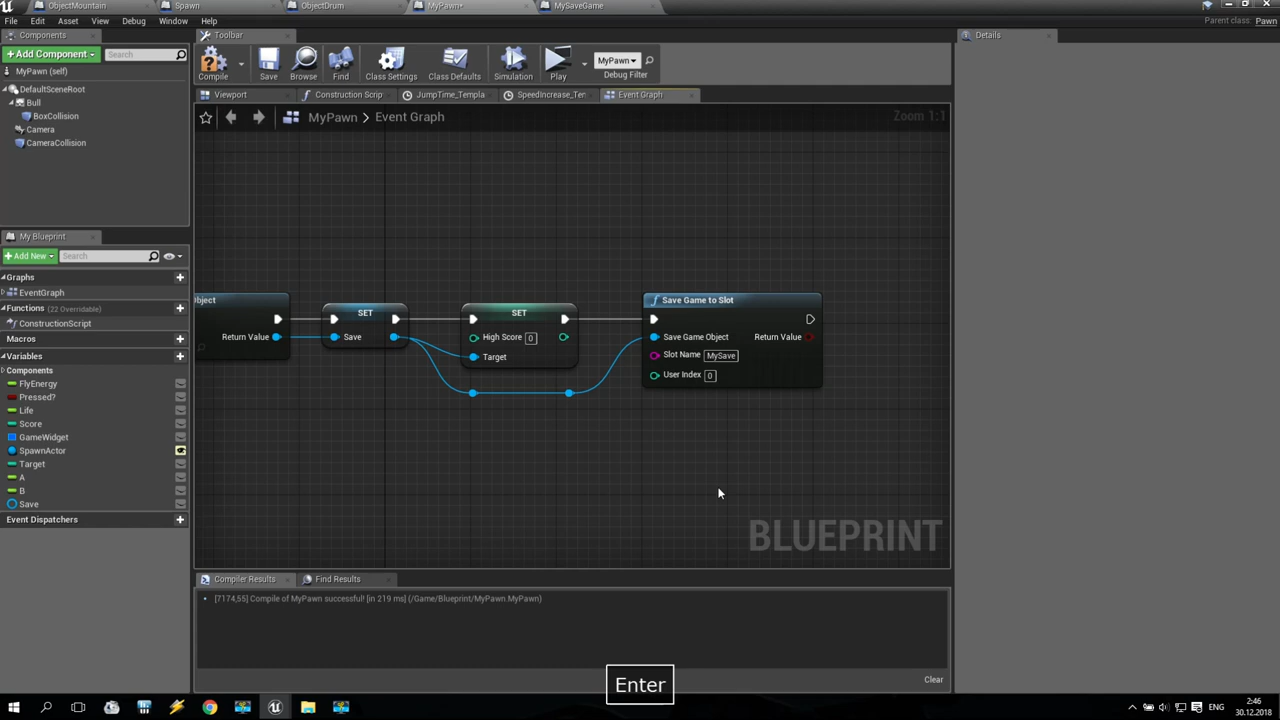 ObjectMountain
Spawn
ObjectDrum
MyPawn*
MySaveGame
File
Edit
Asset
View
Debug
Window
Help
Parent class: Pawn
Components
Toolbar
Details
+Add Component
Search
Compile
Save
Browse
Find
Class Settings
Class Defaults
Simulation
Play
MyPawn
Debug Filter
MyPawn (self)
DefaultSceneRoot
Bull
BoxCollision
Camera
CameraCollision
Viewport
Construction Scrip
JumpTime_Templa
SpeedIncrease_Ter
Event Graph
MyPawn > Event Graph
Zoom 1:1
My Blueprint
+Add New
Search
Graphs
EventGraph
Functions (22 Overridable)
ConstructionScript
Macros
Variables
Components
FlyEnergy
Pressed?
Life
Score
GameWidget
SpawnActor
Target
A
B
Save
Event Dispatchers
Object
Return Value
SET
Save
SET
High Score 0
Target
Save Game to Slot
Save Game Object
Return Value
Slot Name MySave
User Index 0
BLUEPRINT
Compiler Results
Find Results
[7174,55] Compile of MyPawn successful! [in 219 ms] (/Game/Blueprint/MyPawn.MyPawn)
Clear
Enter
ENG
2:46
30.12.2018